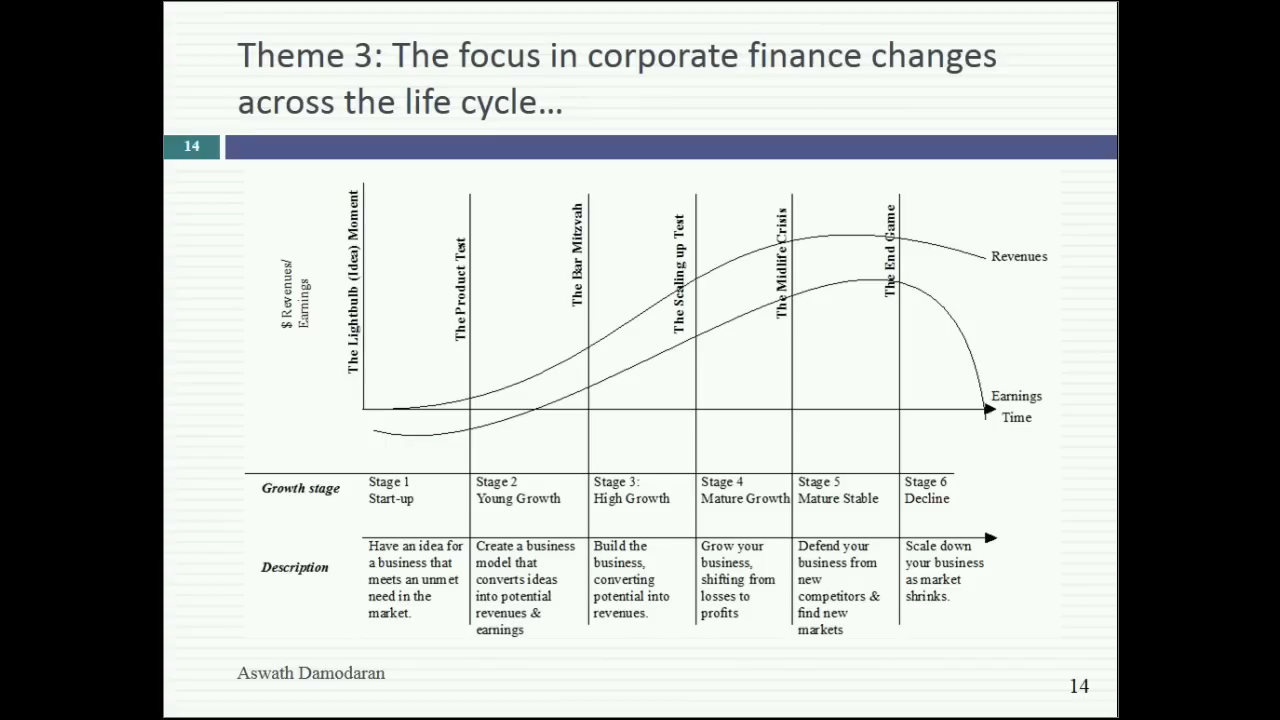 Theme 3: The focus in corporate finance changes
across the life cycle...
14
$ Revenues/
Earnings
The Lightbulb (Idea) Moment
The Product Test
The Bar Mitzvah
The Scaling up Test
The Midlife Crisis
The End Game
Revenues
Earnings
Time
Growth stage
Stage 1
Start-up
Stage 2
Young Growth
Stage 3:
High Growth
Stage 4
Mature Growth
Stage 5
Mature Stable
Stage 6
Decline
Description
Have an idea for
a business that
meets an unmet
need in the
market.
Create a business
model that
converts ideas
into potential
revenues &
earnings
Build the
business,
converting
potential into
revenues.
Grow your
business,
shifting from
losses to
profits
Defend your
business from
new
competitors &
find new
markets
Scale down
your business
as market
shrinks.
Aswath Damodaran
14